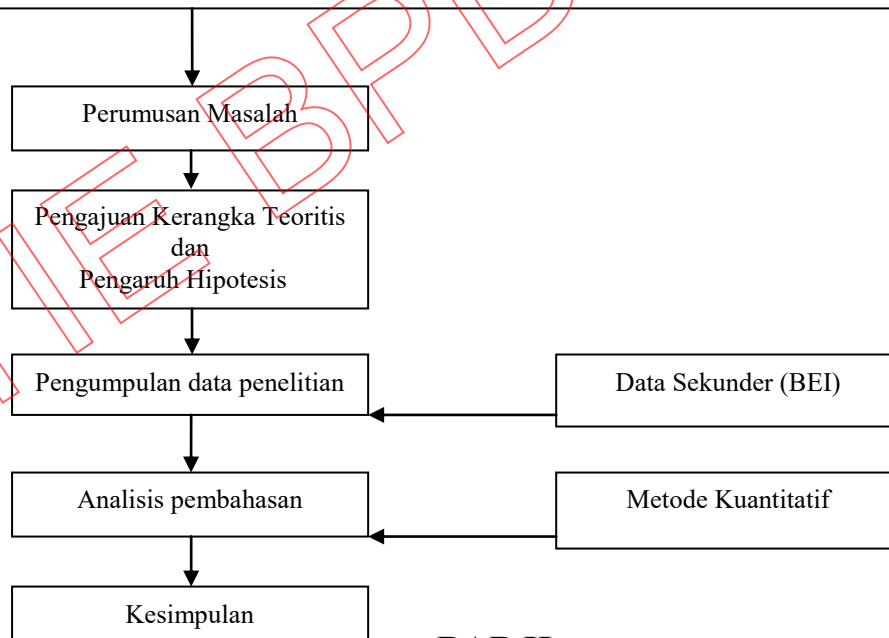 Perumusan Masalah
Pengajuan Kerangka Teoritis
dan
Pengaruh Hipotesis
Pengumpulan data penelitian
Data Sekunder (BEI)
Analisis pembahasan
Metode Kuantitatif
Kesimpulan